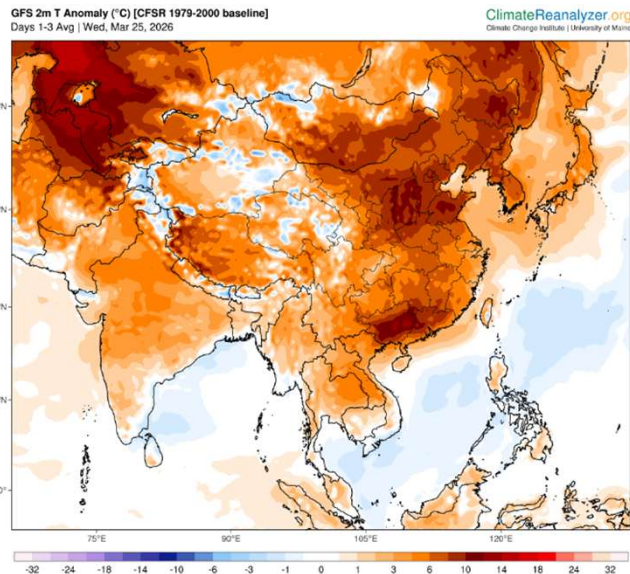 GFS 2m T Anomaly (°C) [CFSR 1979-2000 baseline]
ClimateReanalyzer.org
Days 1-3 Avg | Wed, Mar 25, 2026
Climate Change Institute | University of Maine
75°E 90°E 105°E 120°E
-32 -24 -18 -14 -10 -6 -3 -1 0 1 3 6 10 14 18 24 32